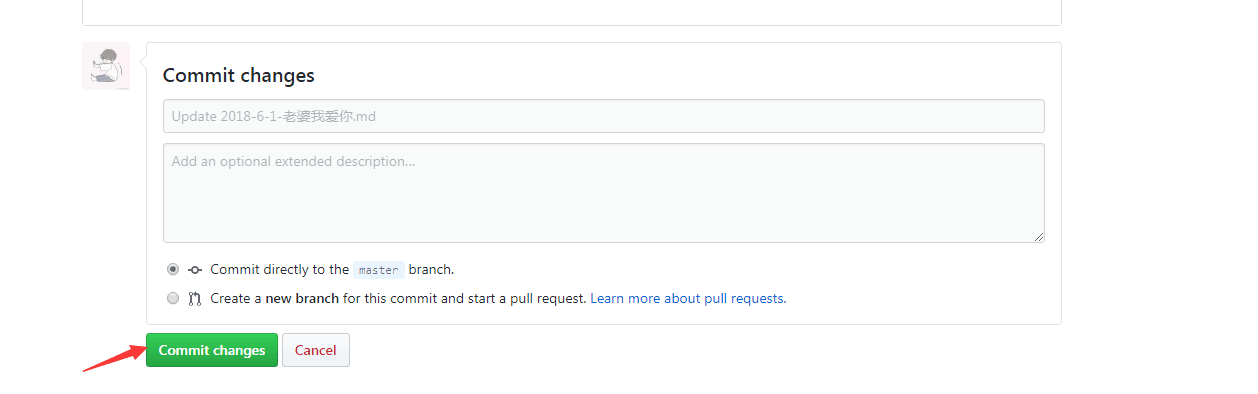 Commit changes
Update 2018-6-1-老婆我爱你.md
Add an optional extended description...
Commit directly to the master branch.
Create a new branch for this commit and start a pull request. Learn more about pull requests.
Commit changes Cancel